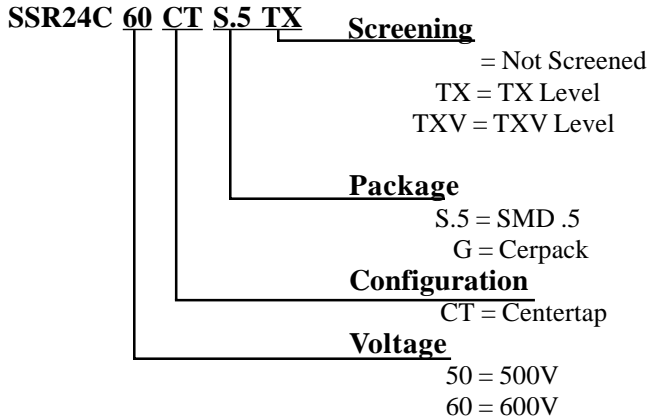 SSR24C 60 CT S.5 TX
Screening
= Not Screened
TX = TX Level
TXV = TXV Level
Package
S.5 = SMD .5
G = Cerpack
Configuration
CT = Centertap
Voltage
50 = 500V
60 = 600V